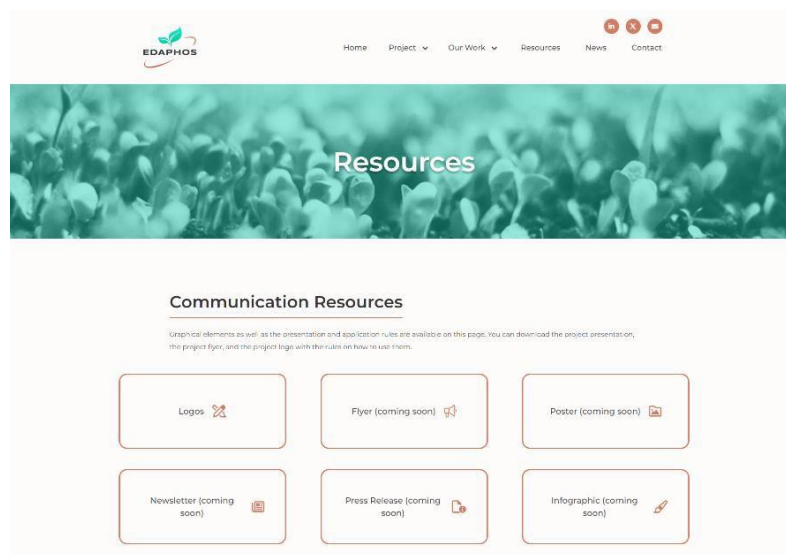 EDAPHOS
Home
Project
Our Work
Resources
News
Contact
Resources
Communication Resources
Graphical elements as well as the presentation and application rules are available on this page. You can download the project presentation,
the project flyer, and the project logo with the rules on how to use them.
Logos
Flyer (coming soon)
Poster (coming soon)
Newsletter (coming
soon)
Press Release (coming
soon)
Infographic (coming
soon)